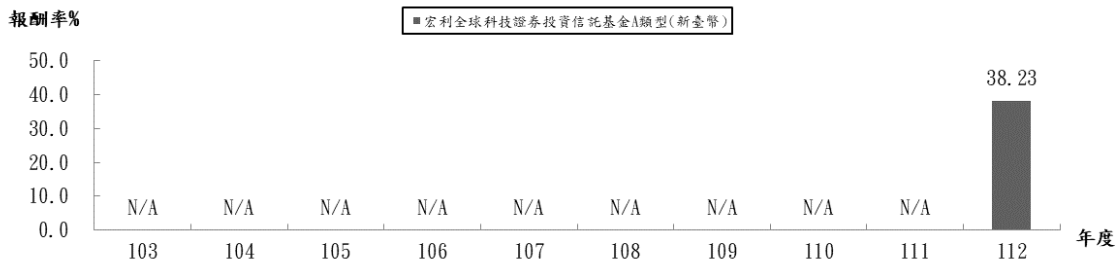 報酬率%
■宏利全球科技證券投資信託基金A類型(新臺幣)
50.0
40.0
30.0
20.0
10.0
0.0
38.23
N/A N/A N/A N/A N/A N/A N/A N/A N/A
103 104 105 106 107 108 109 110 111 112
年度